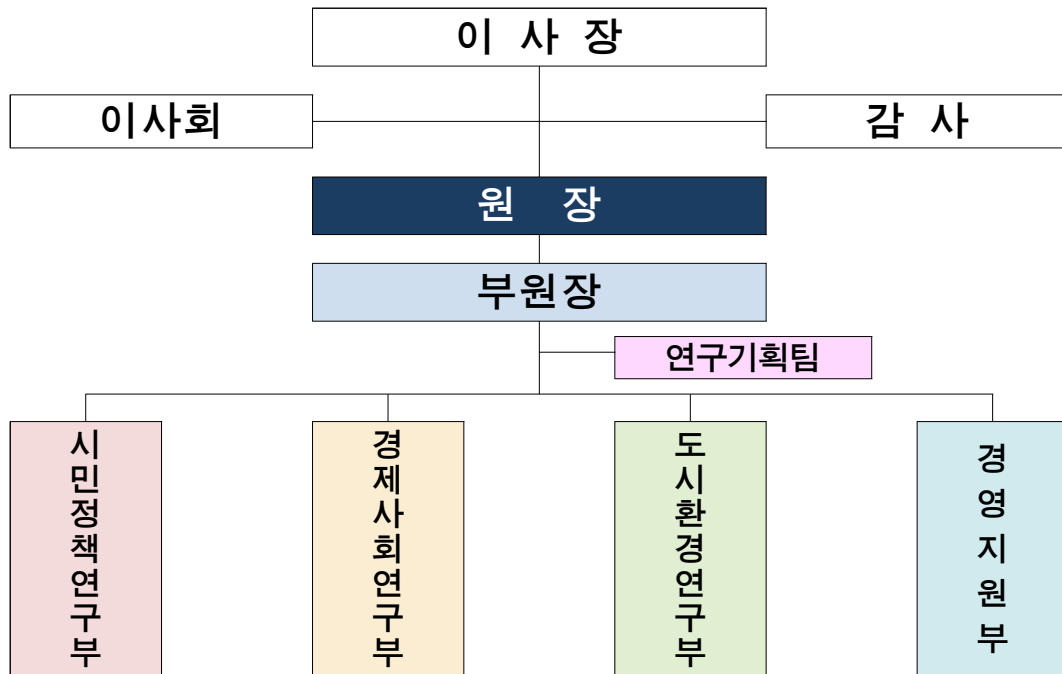 이 사 장
이사회
감 사
원 장
부원장
연구기획팀
시민정책연구부
경제사회연구부
도시환경연구부
경영지원부